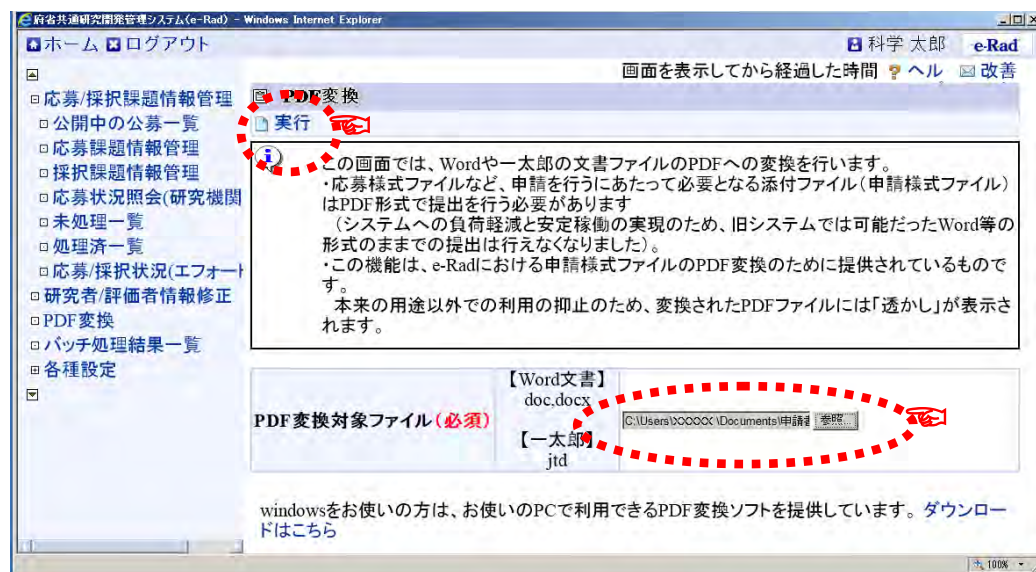 府省共通研究開発管理システム(e-Rad) - Windows Internet Explorer
ホーム ログアウト
科学 太郎 e-Rad
画面を表示してから経過した時間 ヘル 改善
応募/採択課題情報管理
公開中の公募一覧
応募課題情報管理
採択課題情報管理
応募状況照会(研究機関
未処理一覧
処理済一覧
応募/採択状況(エフォート
研究者/評価者情報修正
PDF変換
バッチ処理結果一覧
各種設定
PDF変換
実行
この画面では、Wordや一太郎の文書ファイルのPDFへの変換を行います。
・応募様式ファイルなど、申請を行うにあたって必要となる添付ファイル(申請様式ファイル)
はPDF形式で提出を行う必要があります
(システムへの負荷軽減と安定稼働の実現のため、旧システムでは可能だったWord等の
形式のままでの提出は行えなくなりました)。
・この機能は、e-Radにおける申請様式ファイルのPDF変換のために提供されているもので
す。
本来の用途以外での利用の抑止のため、変換されたPDFファイルには「透かし」が表示さ
れます。
PDF変換対象ファイル(必須)
【Word文書】
doc,docx
【一太郎】
jtd
C:\Users\XXXXXX\Documents\申請書 参照...
windowsをお使いの方は、お使いのPCで利用できるPDF変換ソフトを提供しています。ダウンロー
ドはこちら
100%